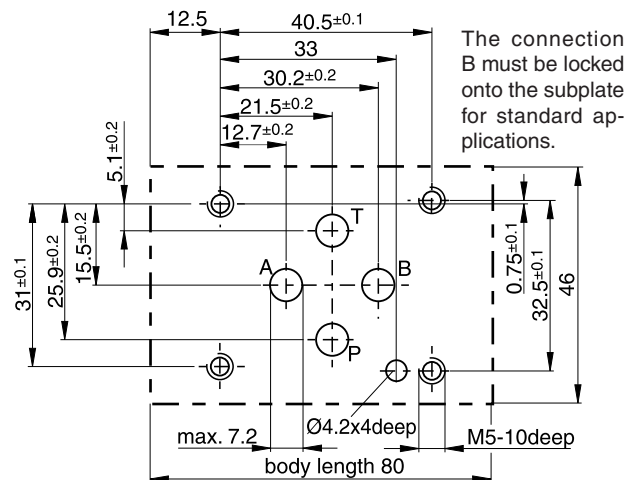 12.5
40.5±0.1
33
30.2±0.2
21.5±0.2
12.7±0.2
The connection
B must be locked
onto the subplate
for standard ap-
plications.
5.1±0.2
31±0.1
25.9±0.2
15.5±0.2
T
A
B
P
0.75±0.1
32.5±0.1
46
Ø4.2x4deep
max. 7.2
M5-10deep
body length 80